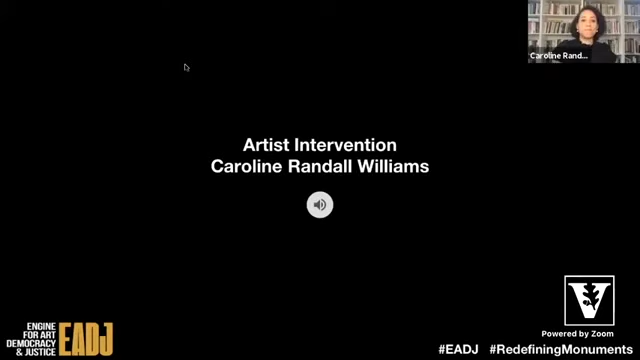 Caroline Rand...
Artist Intervention
Caroline Randall Williams
ENGINE
FOR ART
DEMOCRACY
& JUSTICE
EADJ
V
Powered by Zoom
#EADJ #RedefiningMonuments